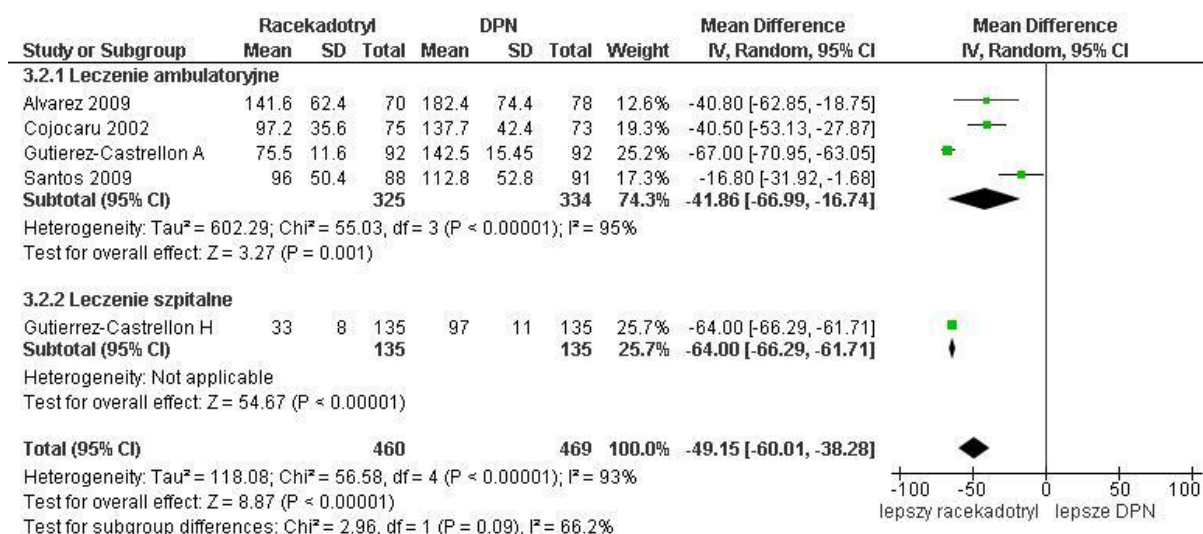 Racekadotryl DPN Mean Difference Mean Difference
Study or Subgroup Mean SD Total Mean SD Total Weight IV, Random, 95% CI IV, Random, 95% CI
3.2.1 Leczenie ambulatoryjne
Alvarez 2009 141.6 62.4 70 182.4 74.4 78 12.6% -40.80 [-62.85, -18.75]
Cojocaru 2002 97.2 35.6 75 137.7 42.4 73 19.3% -40.50 [-53.13, -27.87]
Gutierez-Castrellon A 75.5 11.6 92 142.5 15.45 92 25.2% -67.00 [-70.95, -63.05]
Santos 2009 96 50.4 88 112.8 52.8 91 17.3% -16.80 [-31.92, -1.68]
Subtotal (95% CI) 325 334 74.3% -41.86 [-66.99, -16.74]
Heterogeneity: Tau² = 602.29; Chi² = 55.03, df = 3 (P < 0.00001); I² = 95%
Test for overall effect: Z = 3.27 (P = 0.001)
3.2.2 Leczenie szpitalne
Gutierrez-Castrellon H 33 8 135 97 11 135 25.7% -64.00 [-66.29, -61.71]
Subtotal (95% CI) 135 135 25.7% -64.00 [-66.29, -61.71]
Heterogeneity: Not applicable
Test for overall effect: Z = 54.67 (P < 0.00001)
Total (95% CI) 460 469 100.0% -49.15 [-60.01, -38.28]
Heterogeneity: Tau² = 118.08; Chi² = 56.58, df = 4 (P < 0.00001); I² = 93%
Test for overall effect: Z = 8.87 (P < 0.00001)
Test for subgroup differences: Chi² = 2.96, df = 1 (P = 0.09), I² = 66.2%
-100 -50 0 50 100
lepszy racekadotryl lepsze DPN